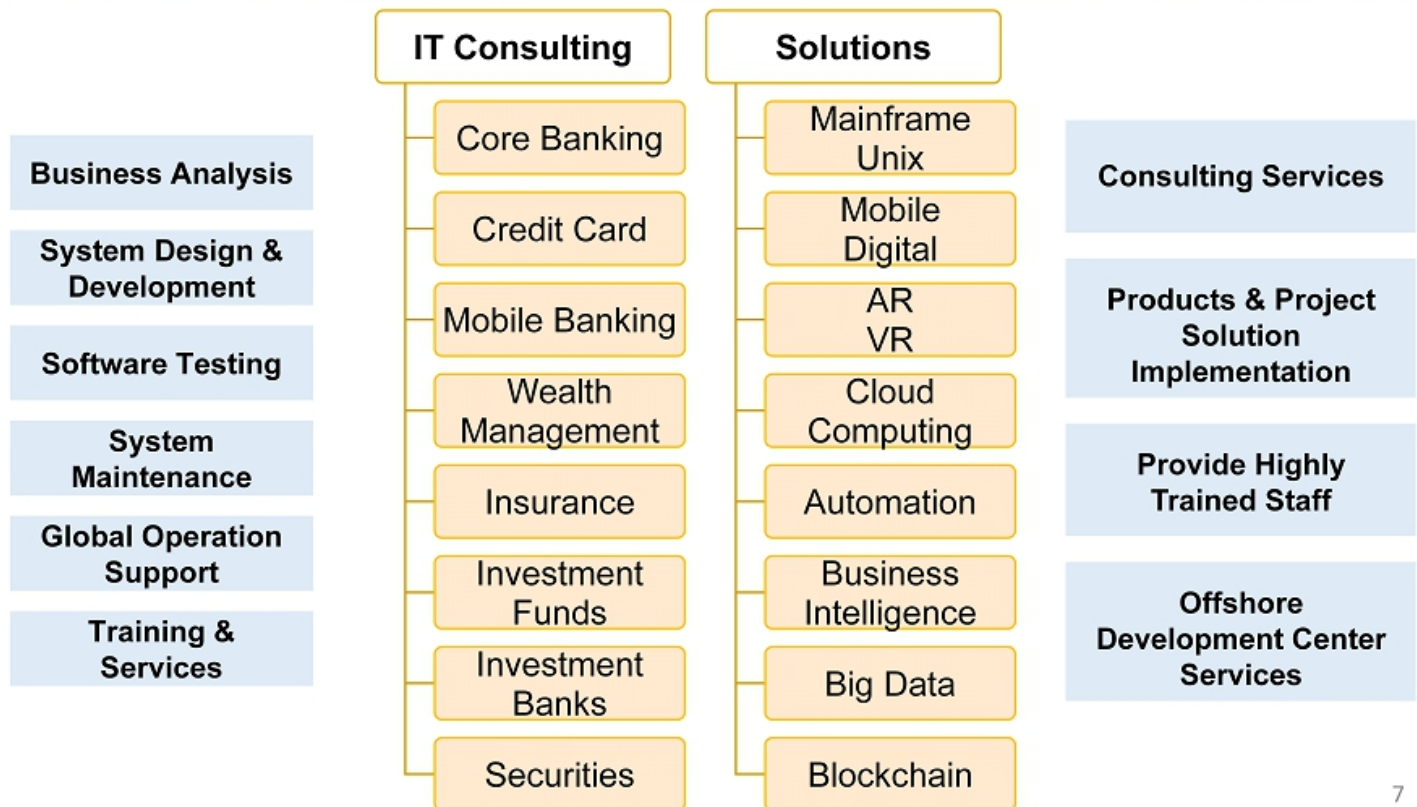 Business Analysis
System Design &
Development
Software Testing
System
Maintenance
Global Operation
Support
Training &
Services
IT Consulting
Core Banking
Credit Card
Mobile Banking
Wealth
Management
Insurance
Investment
Funds
Investment
Banks
Securities
Solutions
Mainframe
Unix
Mobile
Digital
AR
VR
Cloud
Computing
Automation
Business
Intelligence
Big Data
Blockchain
Consulting Services
Products & Project
Solution
Implementation
Provide Highly
Trained Staff
Offshore
Development Center
Services
7